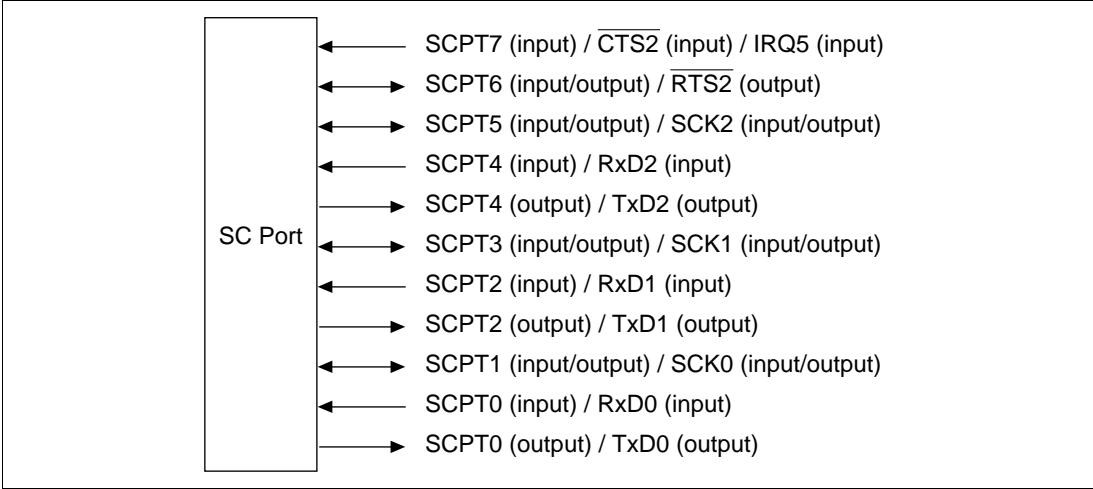 SCPT7 (input) / CTS2 (input) / IRQ5 (input)
SCPT6 (input/output) / RTS2 (output)
SCPT5 (input/output) / SCK2 (input/output)
SCPT4 (input) / RxD2 (input)
SCPT4 (output) / TxD2 (output)
SC Port
SCPT3 (input/output) / SCK1 (input/output)
SCPT2 (input) / RxD1 (input)
SCPT2 (output) / TxD1 (output)
SCPT1 (input/output) / SCK0 (input/output)
SCPT0 (input) / RxD0 (input)
SCPT0 (output) / TxD0 (output)